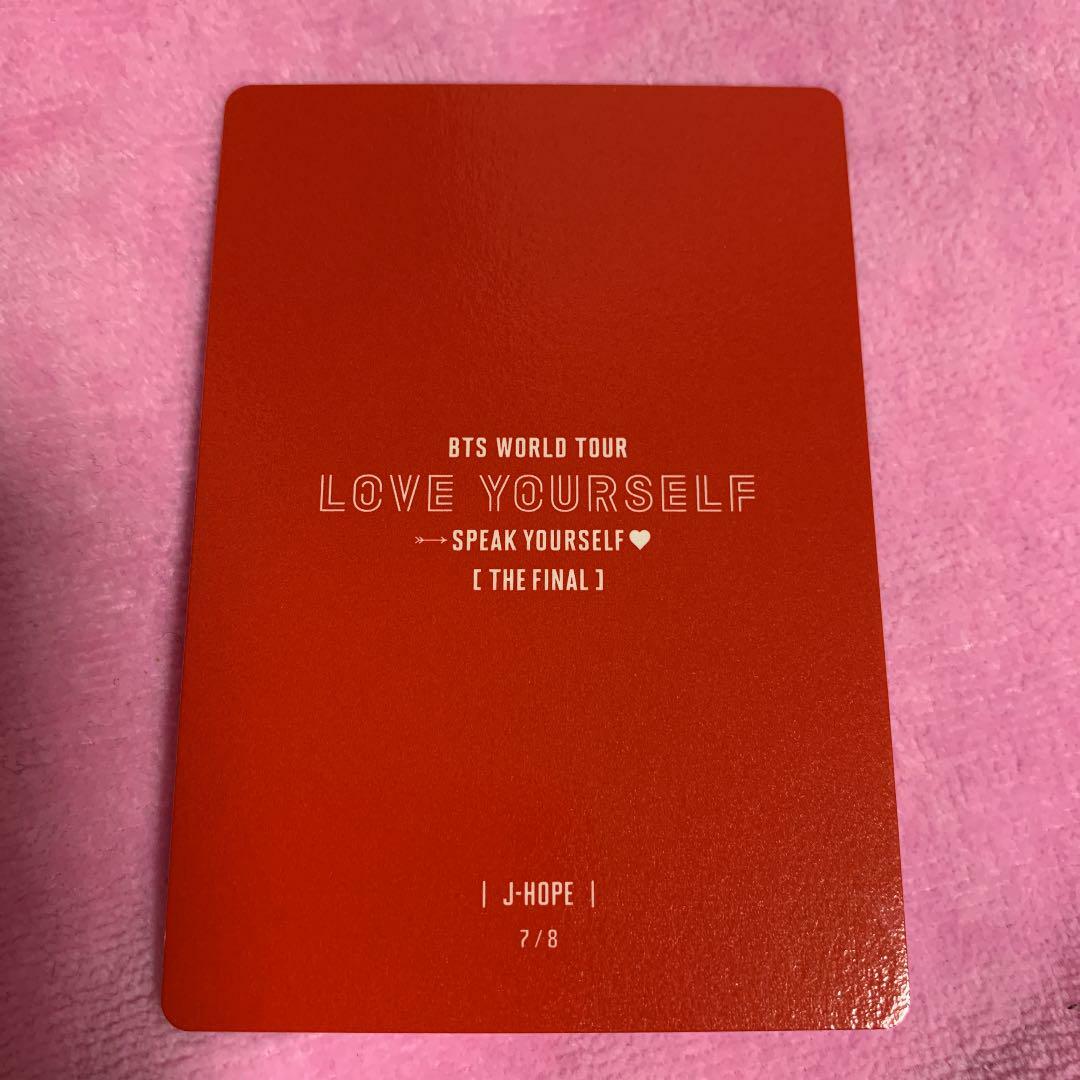 BTS WORLD TOUR
LOVE YOURSELF
SPEAK YOURSELF♥
[ THE FINAL ]
| J-HOPE |
7/8